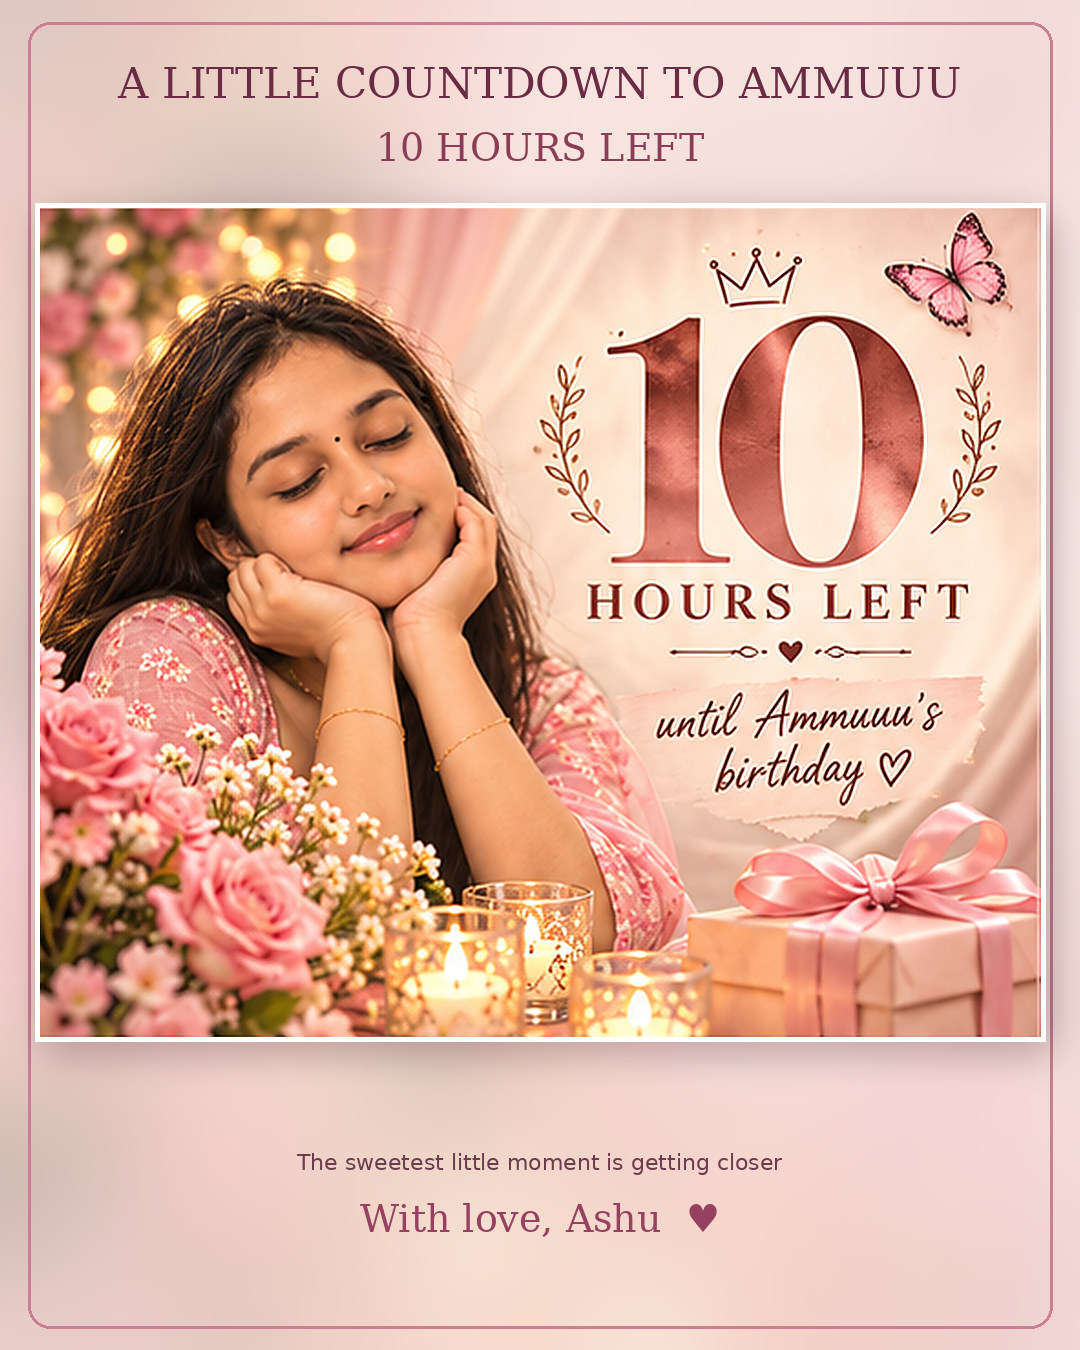 A LITTLE COUNTDOWN TO AMMUUU
10 HOURS LEFT
10
HOURS LEFT
until Ammuuu's
birthday ♡
The sweetest little moment is getting closer
With love, Ashu ♥